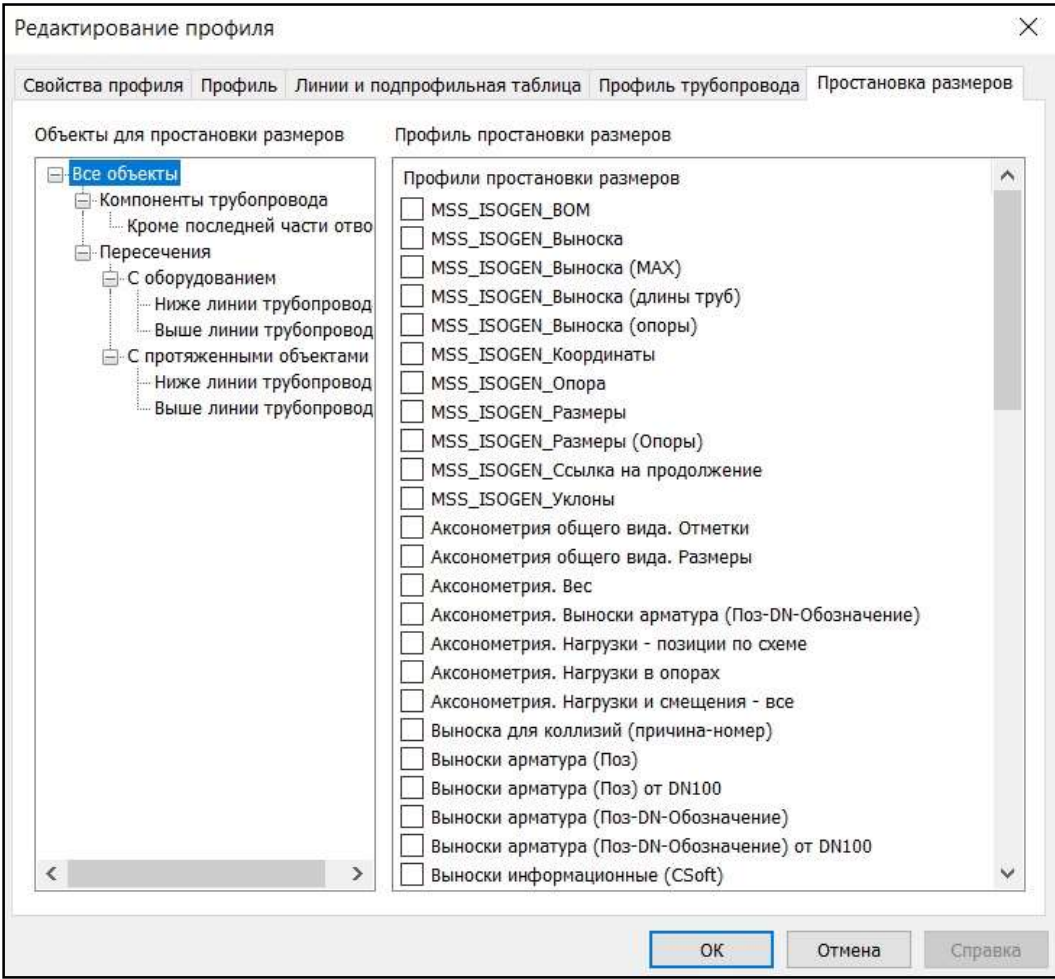 Редактирование профиля
Свойства профиля Профиль Линии и подпрофильная таблица Профиль трубопровода Простановка размеров
Объекты для простановки размеров
Все объекты
Компоненты трубопровода
Кроме последней части отво
Пересечения
С оборудованием
Ниже линии трубопровод
Выше линии трубопровод
С протяженными объектами
Ниже линии трубопровод
Выше линии трубопровод
Профиль простановки размеров
Профили простановки размеров
MSS_ISOGEN_BOM
MSS_ISOGEN_Выноска
MSS_ISOGEN_Выноска (MAX)
MSS_ISOGEN_Выноска (длины труб)
MSS_ISOGEN_Выноска (опоры)
MSS_ISOGEN_Координаты
MSS_ISOGEN_Опора
MSS_ISOGEN_Размеры
MSS_ISOGEN_Размеры (Опоры)
MSS_ISOGEN_Ссылка на продолжение
MSS_ISOGEN_Уклоны
Аксонометрия общего вида. Отметки
Аксонометрия общего вида. Размеры
Аксонометрия. Вес
Аксонометрия. Выноски арматура (Поз-DN-Обозначение)
Аксонометрия. Нагрузки - позиции по схеме
Аксонометрия. Нагрузки в опорах
Аксонометрия. Нагрузки и смещения - все
Выноска для коллизий (причина-номер)
Выноски арматура (Поз)
Выноски арматура (Поз) от DN100
Выноски арматура (Поз-DN-Обозначение)
Выноски арматура (Поз-DN-Обозначение) от DN100
Выноски информационные (CSoft)
ОК Отмена Справка